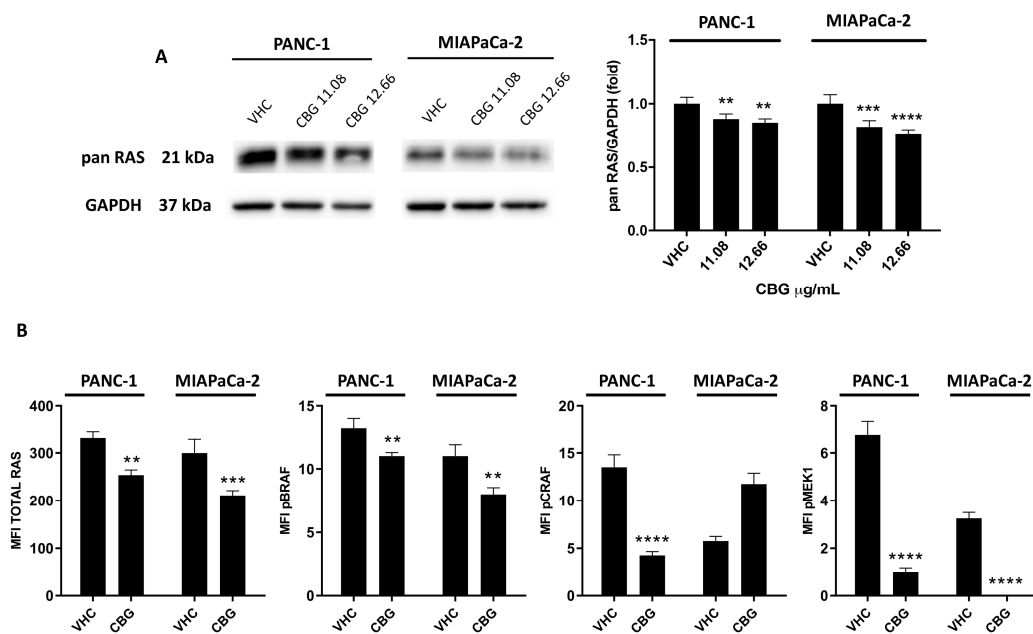 A
PANC-1
MIAPaCa-2
VHC
CBG 11.08
CBG 12.66
VHC
CBG 11.08
CBG 12.66
pan RAS 21 kDa
GAPDH 37 kDa
PANC-1
MIAPaCa-2
pan RAS/GAPDH (fold)
1.5
1.0
0.5
0.0
**
**
***
****
VHC
11.08
12.66
VHC
11.08
12.66
CBG μg/mL
B
PANC-1
MIAPaCa-2
MFI TOTAL RAS
400
300
200
100
0
**
***
VHC
CBG
VHC
CBG
PANC-1
MIAPaCa-2
MFI pBRAF
15
10
5
0
**
**
VHC
CBG
VHC
CBG
PANC-1
MIAPaCa-2
MFI pCRAF
20
15
10
5
0
****
VHC
CBG
VHC
CBG
PANC-1
MIAPaCa-2
MFI pMEK1
8
6
4
2
0
****
****
VHC
CBG
VHC
CBG